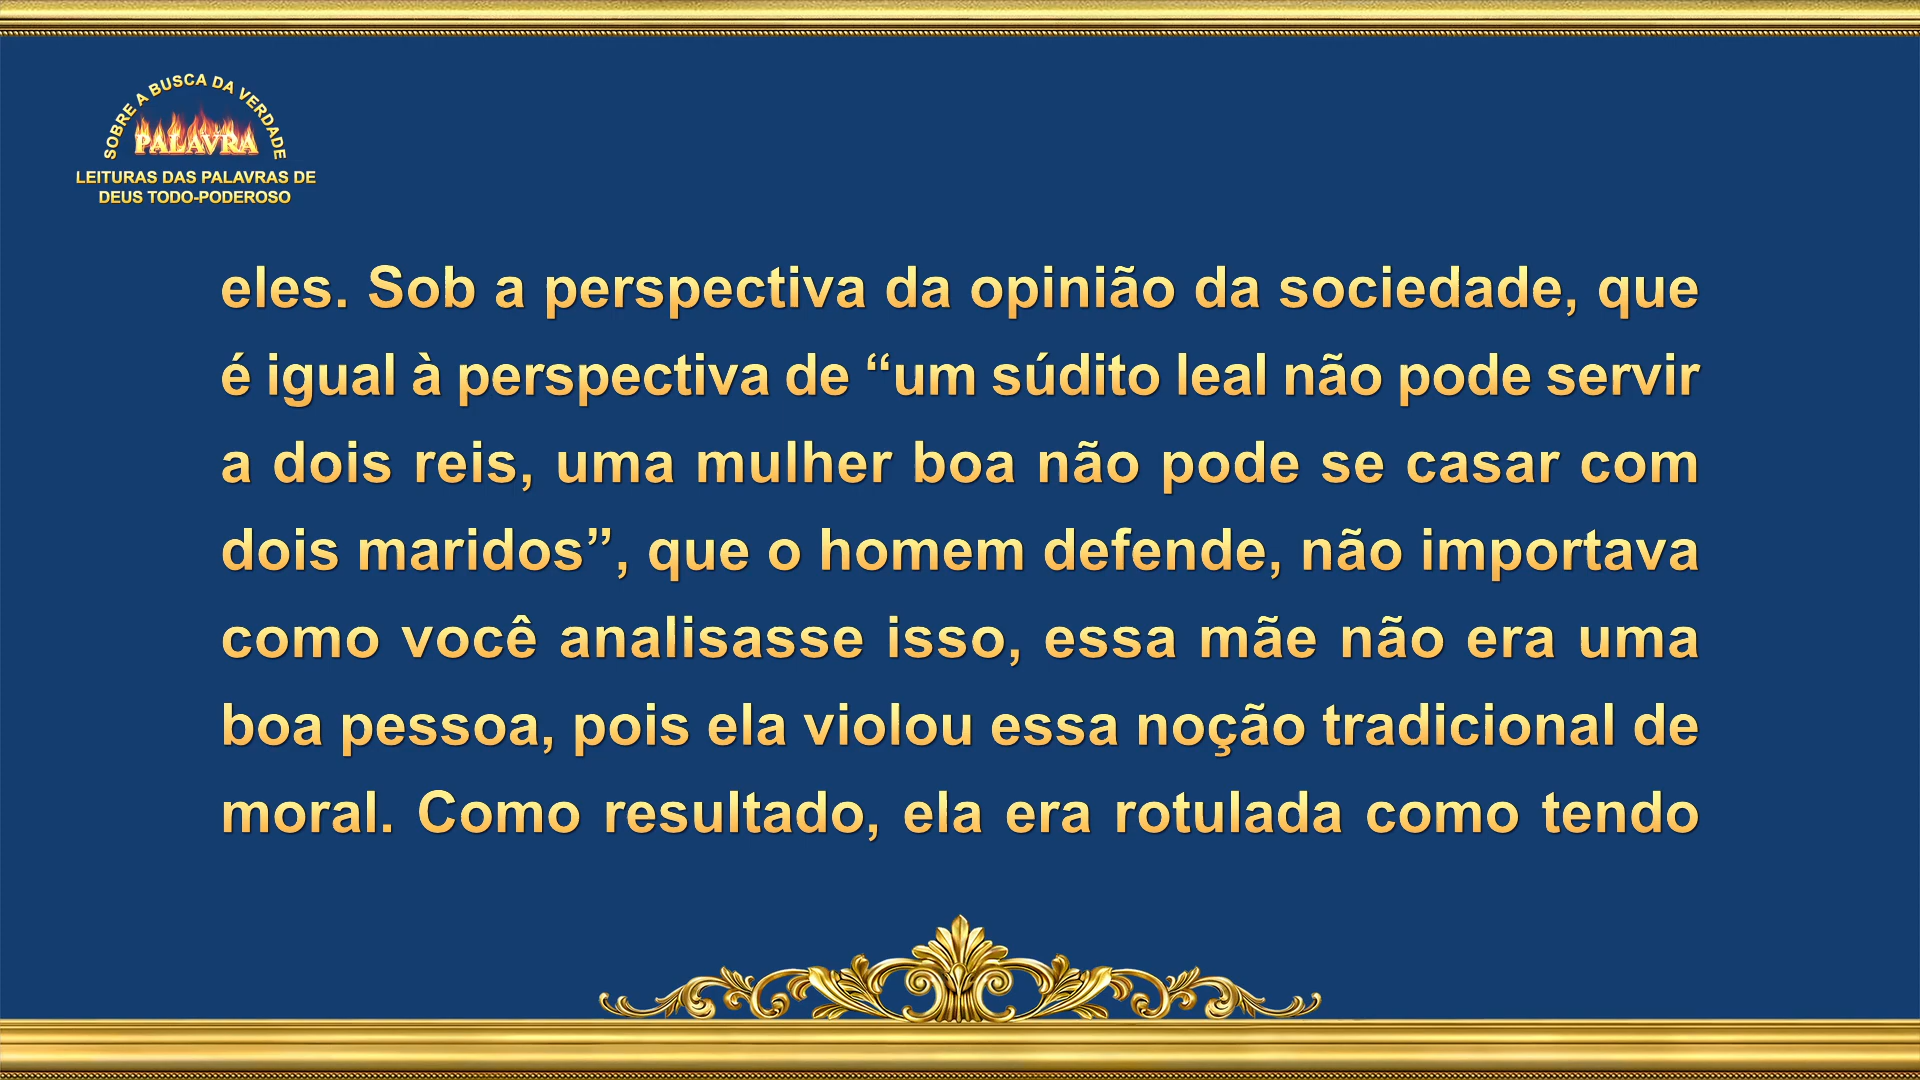 SOBRE A BUSCA DA VERDADE
PALAVRA
LEITURAS DAS PALAVRAS DE
DEUS TODO-PODEROSO
eles. Sob a perspectiva da opinião da sociedade, que
é igual à perspectiva de “um súdito leal não pode servir
a dois reis, uma mulher boa não pode se casar com
dois maridos”, que o homem defende, não importava
como você analisasse isso, essa mãe não era uma
boa pessoa, pois ela violou essa noção tradicional de
moral. Como resultado, ela era rotulada como tendo